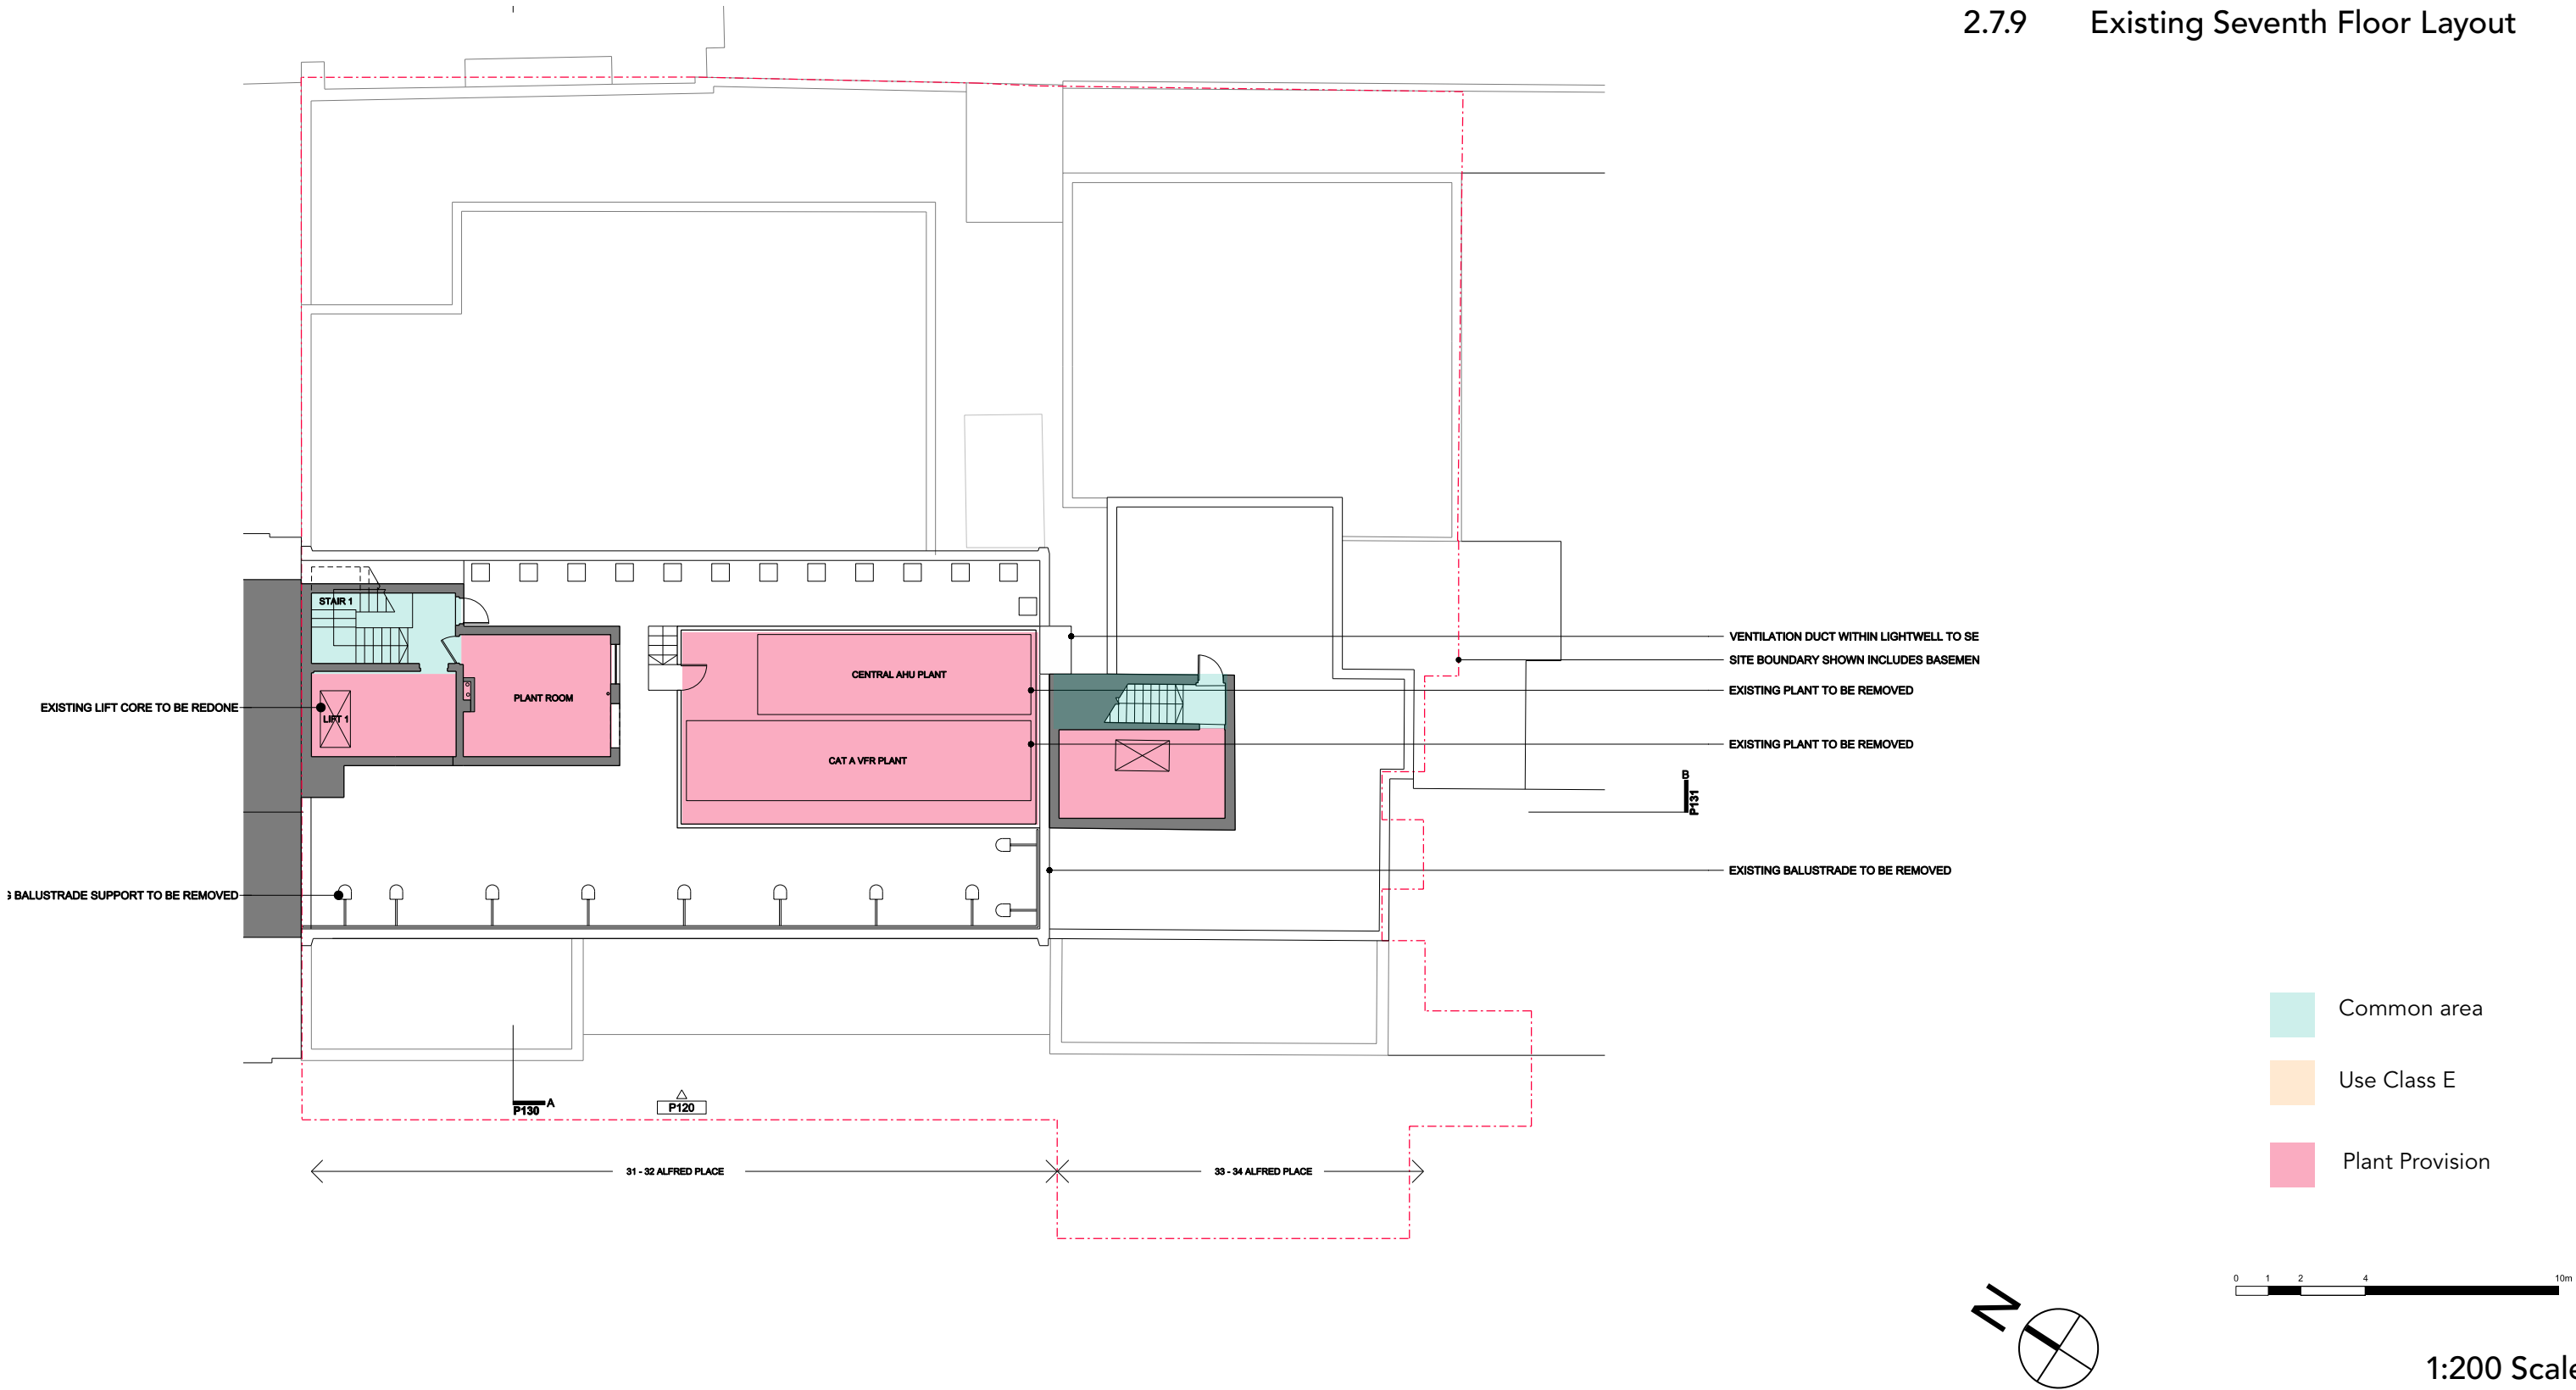 2.7.9 Existing Seventh Floor Layout
STAIR 1
PLANT ROOM
LIFT 1
CENTRAL AHU PLANT
CAT A VFR PLANT
EXISTING LIFT CORE TO BE REDONE
BALUSTRADE SUPPORT TO BE REMOVED
VENTILATION DUCT WITHIN LIGHTWELL TO SE
SITE BOUNDARY SHOWN INCLUDES BASEMEN
EXISTING PLANT TO BE REMOVED
EXISTING PLANT TO BE REMOVED
B
P131
EXISTING BALUSTRADE TO BE REMOVED
A
P130
P120
31 - 32 ALFRED PLACE
33 - 34 ALFRED PLACE
Common area
Use Class E
Plant Provision
N
0 1 2 4 10m
1:200 Scale